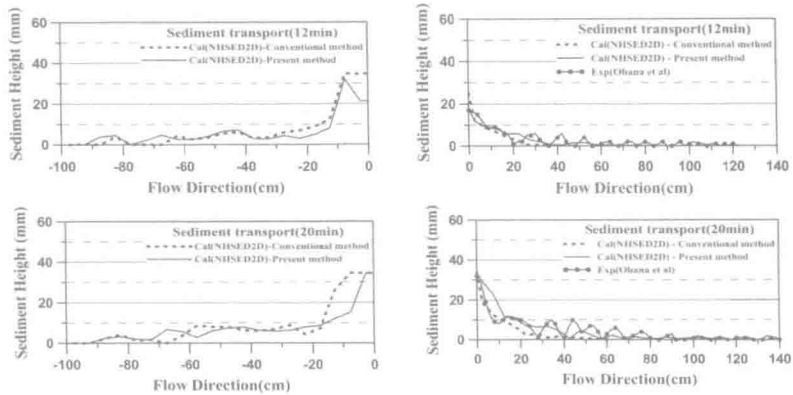 Sediment transport(12min)
Cal(NHSED2D)-Conventional method
Cal(NHSED2D)-Present method
Sediment Height (mm)
60
40
20
0
-100 -80 -60 -40 -20 0
Flow Direction(cm)
Sediment transport(12min)
Cal(NHSED2D) - Conventional method
Cal(NHSED2D) - Present method
Exp(Ohana et al)
Sediment Height (mm)
60
40
20
0
0 20 40 60 80 100 120 140
Flow Direction(cm)
Sediment transport(20min)
Cal(NHSED2D)-Conventional method
Cal(NHSED2D)-Present method
Sediment Height (mm)
60
40
20
0
-100 -80 -60 -40 -20 0
Flow Direction(cm)
Sediment transport(20min)
Cal(NHSED2D) - Conventional method
Cal(NHSED2D) - Present method
Exp(Ohana et al)
Sediment Height (mm)
60
40
20
0
0 20 40 60 80 100 120 140
Flow Direction(cm)